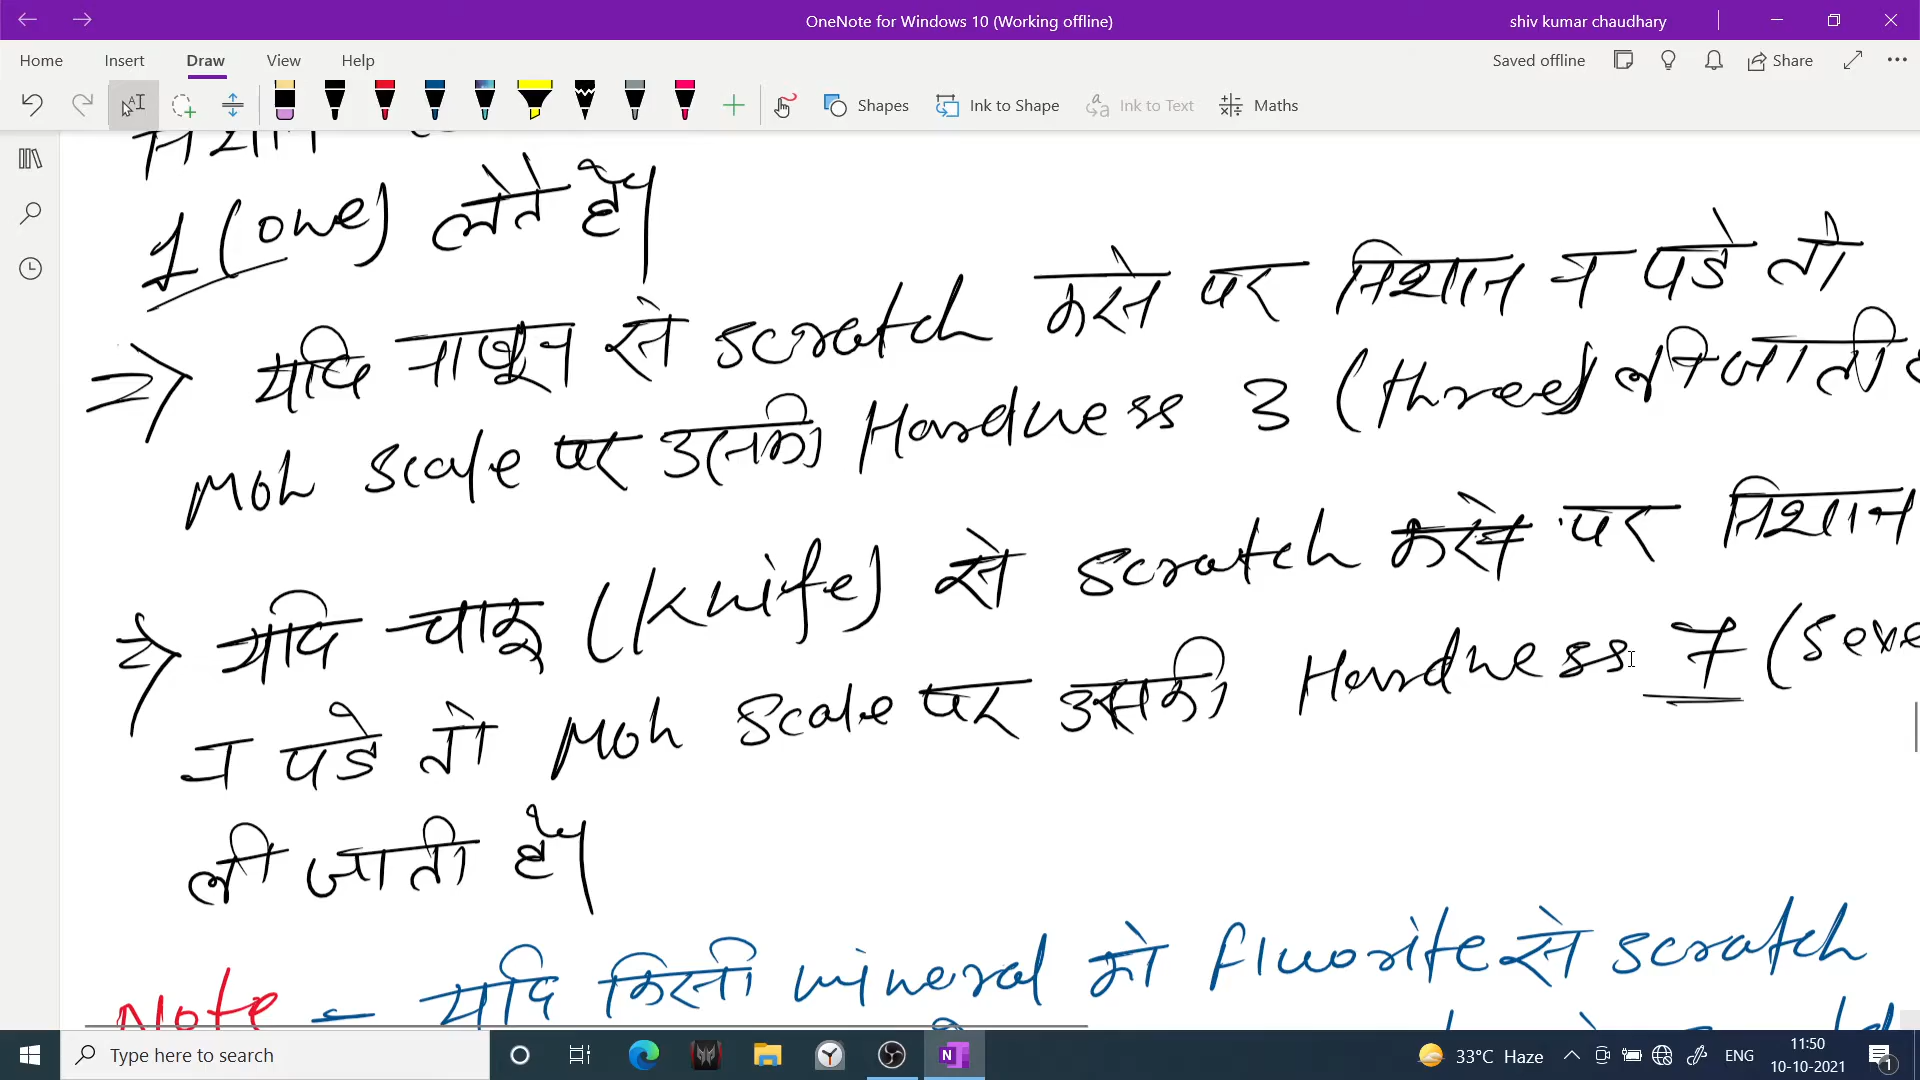 OneNote for Windows 10 (Working offline)
shiv kumar chaudhary
Home Insert Draw View Help
Saved offline Share
Shapes Ink to Shape Ink to Text Maths
निशान
1 (one) लेते है।
=> यदि नाखून से scratch करने पर निशान न पडे तो
Moh scale पर उसकी Hardness 3 (three) ली जाती
=> यदि चाकू (knife) से scratch करने पर निशान
न पडे तो Moh scale पर उसकी Hardness 7 (seve
ली जाती है।
Note - यदि किसी mineral को fluorite से scratch
Type here to search
33°C Haze
ENG
11:50
10-10-2021
1